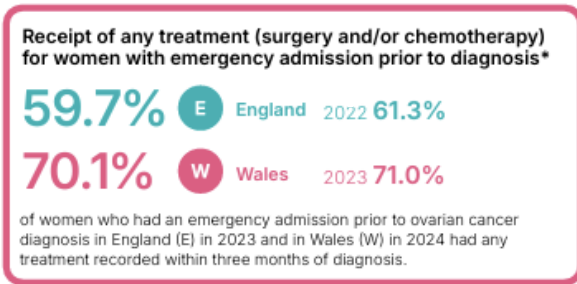 Receipt of any treatment (surgery and/or chemotherapy)
for women with emergency admission prior to diagnosis*
59.7% E England 2022 61.3%
70.1% W Wales 2023 71.0%
of women who had an emergency admission prior to ovarian cancer
diagnosis in England (E) in 2023 and in Wales (W) in 2024 had any
treatment recorded within three months of diagnosis.